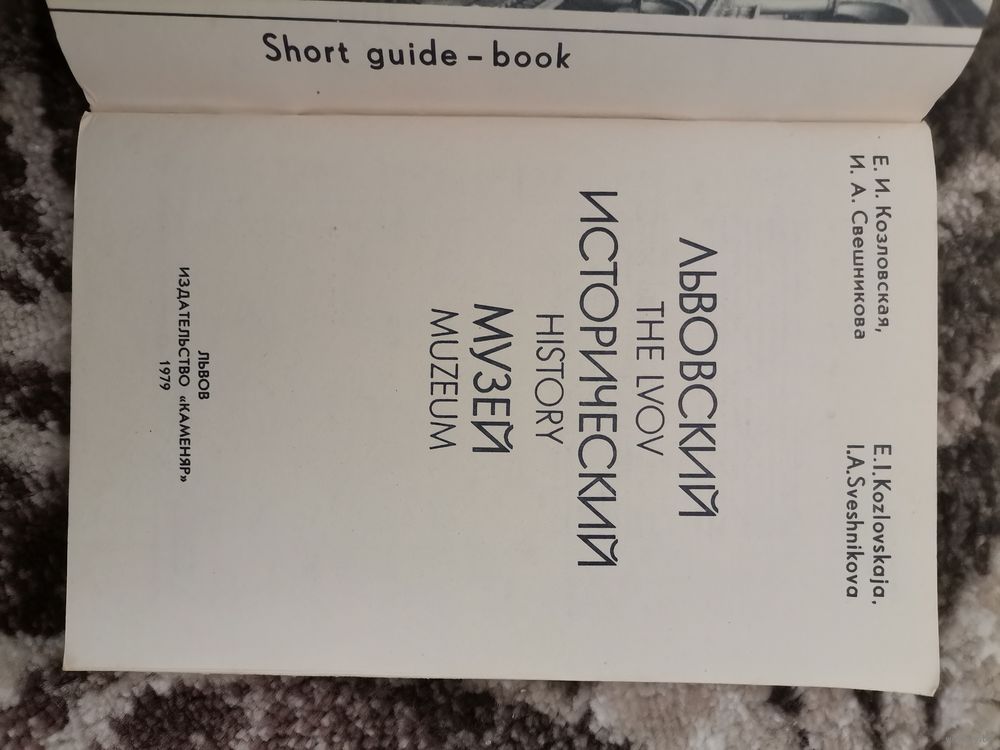 Short guide – book
Е. И. Козловская,
И. А. Свешникова
E.I.Kozlovskaja,
I.A.Sveshnikova
ЛЬВОВСКИЙ
THE LVOV
ИСТОРИЧЕСКИЙ
HISTORY
МУЗЕЙ
MUZEUM
ЛЬВОВ
ИЗДАТЕЛЬСТВО «КАМЕНЯР»
1979